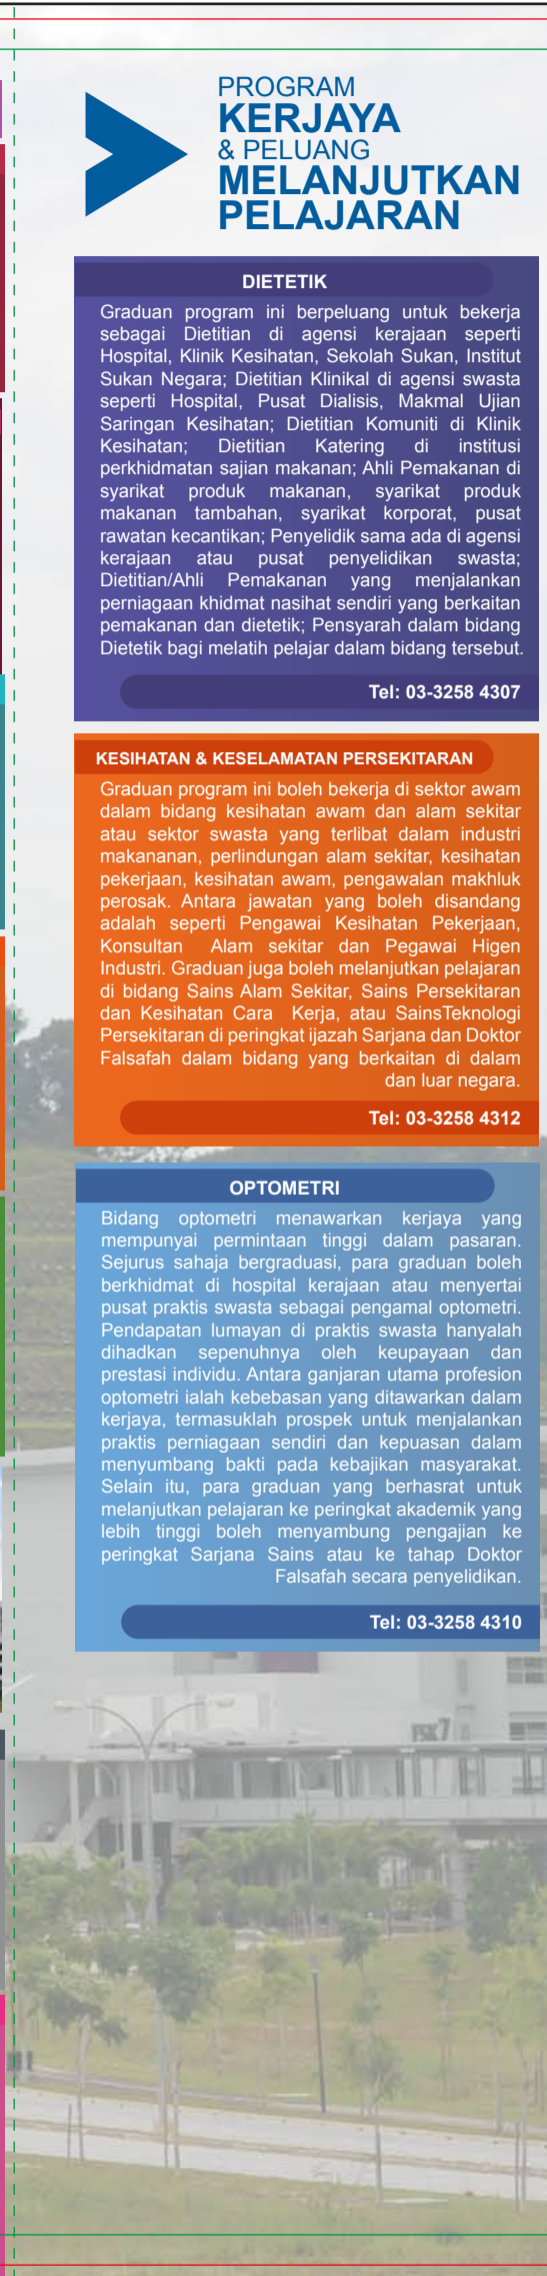 PROGRAM
KERJAYA
& PELUANG
MELANJUTKAN
PELAJARAN
DIETETIK
Graduan program ini berpeluang untuk bekerja
sebagai Dietitian di agensi kerajaan seperti
Hospital, Klinik Kesihatan, Sekolah Sukan, Institut
Sukan Negara; Dietitian Klinikal di agensi swasta
seperti Hospital, Pusat Dialisis, Makmal Ujian
Saringan Kesihatan; Dietitian Komuniti di Klinik
Kesihatan; Dietitian Katering di institusi
perkhidmatan sajian makanan; Ahli Pemakanan di
syarikat produk makanan, syarikat produk
makanan tambahan, syarikat korporat, pusat
rawatan kecantikan; Penyelidik sama ada di agensi
kerajaan atau pusat penyelidikan swasta;
Dietitian/Ahli Pemakanan yang menjalankan
perniagaan khidmat nasihat sendiri yang berkaitan
pemakanan dan dietetik; Pensyarah dalam bidang
Dietetik bagi melatih pelajar dalam bidang tersebut.
Tel: 03-3258 4307
KESIHATAN & KESELAMATAN PERSEKITARAN
Graduan program ini boleh bekerja di sektor awam
dalam bidang kesihatan awam dan alam sekitar
atau sektor swasta yang terlibat dalam industri
makananan, perlindungan alam sekitar, kesihatan
pekerjaan, kesihatan awam, pengawalan makhluk
perosak. Antara jawatan yang boleh disandang
adalah seperti Pengawai Kesihatan Pekerjaan,
Konsultan Alam sekitar dan Pegawai Higen
Industri. Graduan juga boleh melanjutkan pelajaran
di bidang Sains Alam Sekitar, Sains Persekitaran
dan Kesihatan Cara Kerja, atau SainsTeknologi
Persekitaran di peringkat ijazah Sarjana dan Doktor
Falsafah dalam bidang yang berkaitan di dalam
dan luar negara.
Tel: 03-3258 4312
OPTOMETRI
Bidang optometri menawarkan kerjaya yang
mempunyai permintaan tinggi dalam pasaran.
Sejurus sahaja bergraduasi, para graduan boleh
berkhidmat di hospital kerajaan atau menyertai
pusat praktis swasta sebagai pengamal optometri.
Pendapatan lumayan di praktis swasta hanyalah
dihadkan sepenuhnya oleh keupayaan dan
prestasi individu. Antara ganjaran utama profesion
optometri ialah kebebasan yang ditawarkan dalam
kerjaya, termasuklah prospek untuk menjalankan
praktis perniagaan sendiri dan kepuasan dalam
menyumbang bakti pada kebajikan masyarakat.
Selain itu, para graduan yang berhasrat untuk
melanjutkan pelajaran ke peringkat akademik yang
lebih tinggi boleh menyambung pengajian ke
peringkat Sarjana Sains atau ke tahap Doktor
Falsafah secara penyelidikan.
Tel: 03-3258 4310